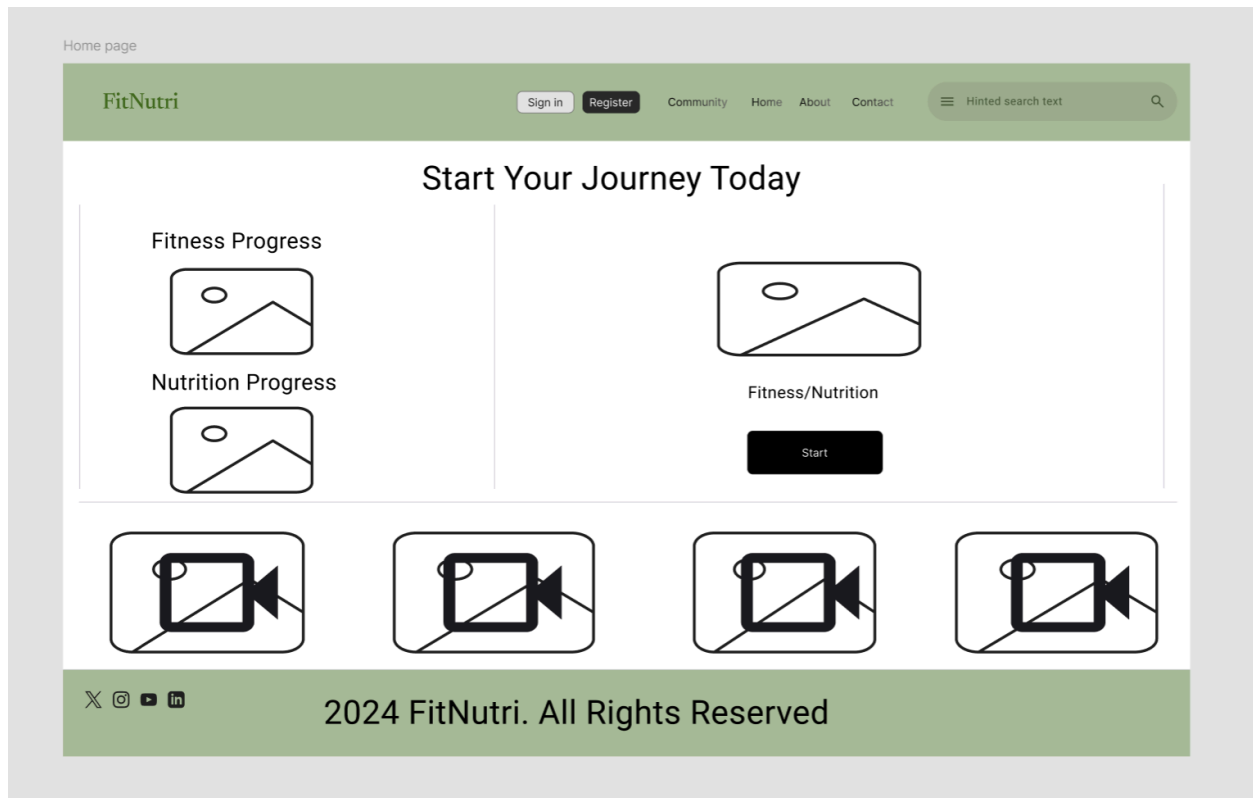 Home page
FitNutri
Sign in
Register
Community
Home
About
Contact
Hinted search text
Start Your Journey Today
Fitness Progress
Nutrition Progress
Fitness/Nutrition
Start
2024 FitNutri. All Rights Reserved